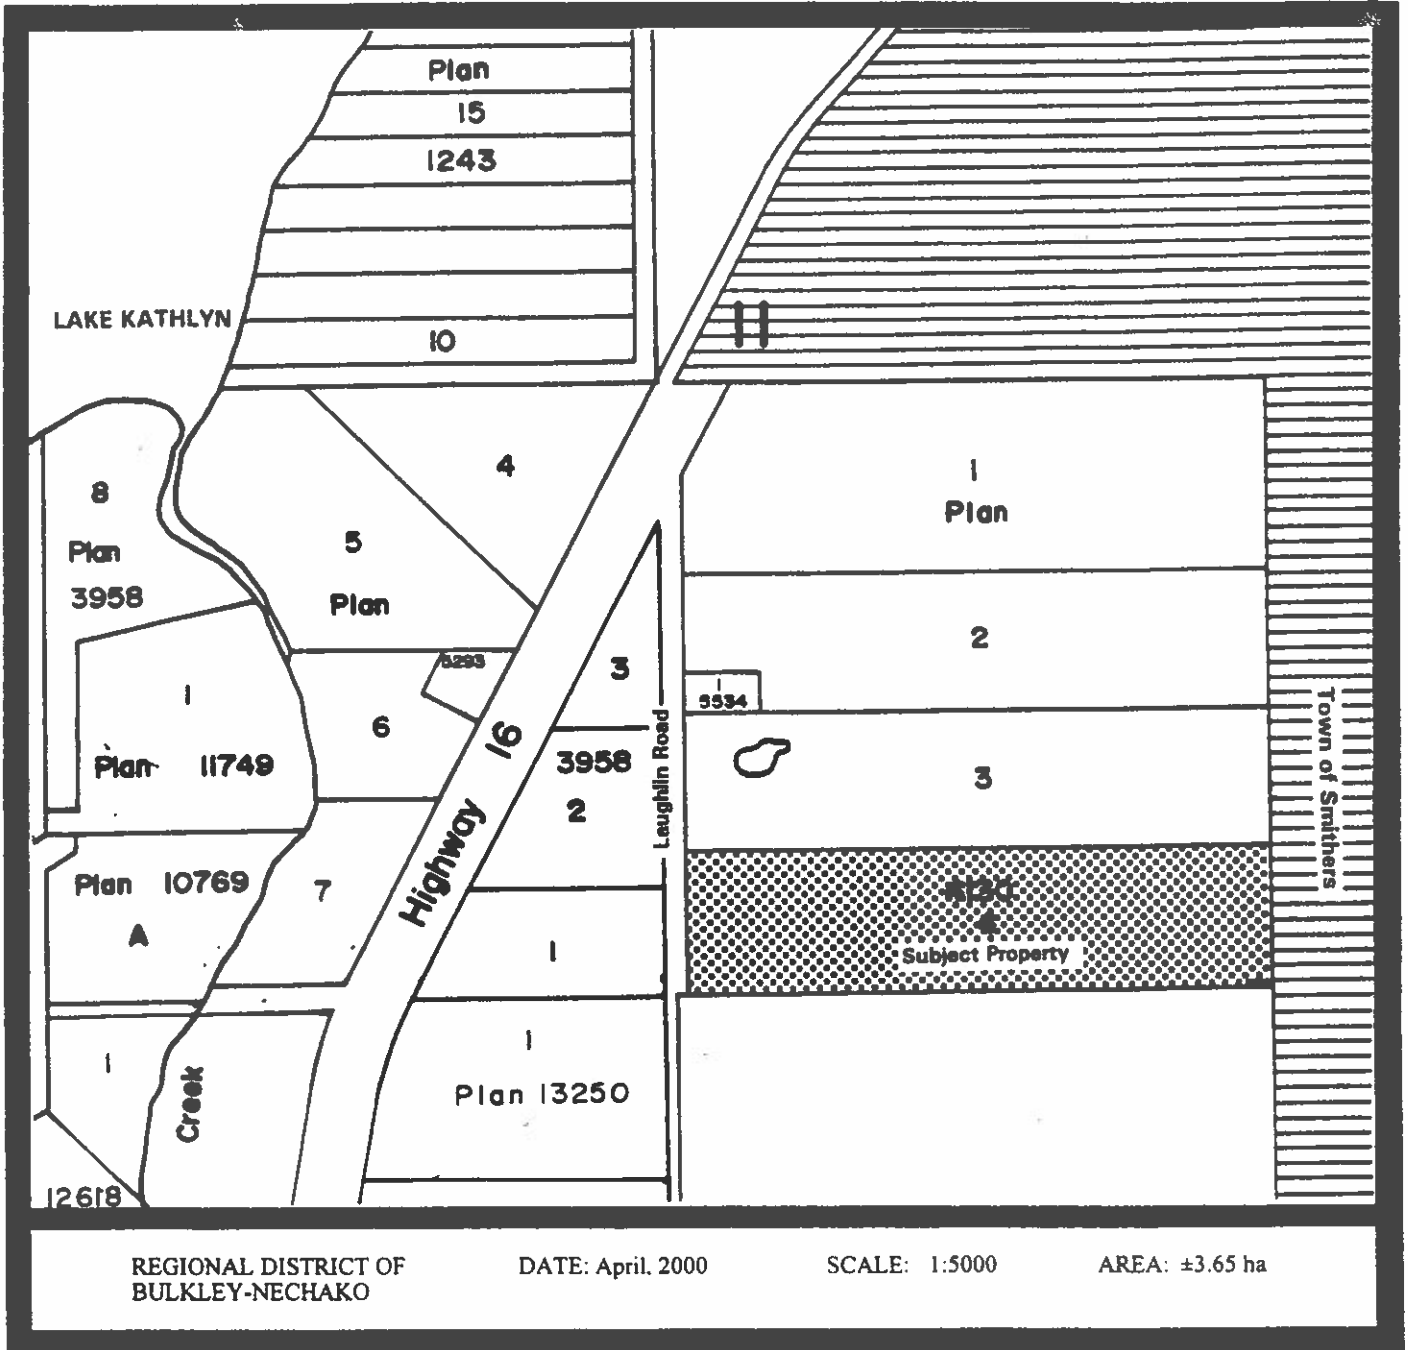 Plan
15
1243
LAKE KATHLYN
10
11
4
1
Plan
8
Plan
3958
5
Plan
2
5293
3
1
5534
1
6
16
Plan 11749
3958
2
Laughlin Road
3
Town of Smithers
Highway
Plan 10769
A
7
4
Subject Property
1
1
Plan 13250
1
Creek
12618
REGIONAL DISTRICT OF
BULKLEY-NECHAKO
DATE: April, 2000
SCALE: 1:5000
AREA: ±3.65 ha